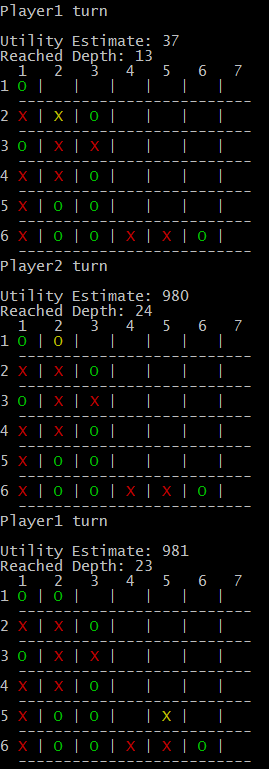 Player1 turn
Utility Estimate: 37
Reached Depth: 13
1 2 3 4 5 6 7
1 O | | | | | |
---------------------------
2 X | X | O | | | |
---------------------------
3 O | X | X | | | |
---------------------------
4 X | X | O | | | |
---------------------------
5 X | O | O | | | |
---------------------------
6 X | O | O | X | X | O |
---------------------------
Player2 turn
Utility Estimate: 980
Reached Depth: 24
1 2 3 4 5 6 7
1 O | O | | | | |
---------------------------
2 X | X | O | | | |
---------------------------
3 O | X | X | | | |
---------------------------
4 X | X | O | | | |
---------------------------
5 X | O | O | | | |
---------------------------
6 X | O | O | X | X | O |
---------------------------
Player1 turn
Utility Estimate: 981
Reached Depth: 23
1 2 3 4 5 6 7
1 O | O | | | | |
---------------------------
2 X | X | O | | | |
---------------------------
3 O | X | X | | | |
---------------------------
4 X | X | O | | | |
---------------------------
5 X | O | O | | X | |
---------------------------
6 X | O | O | X | X | O |
---------------------------